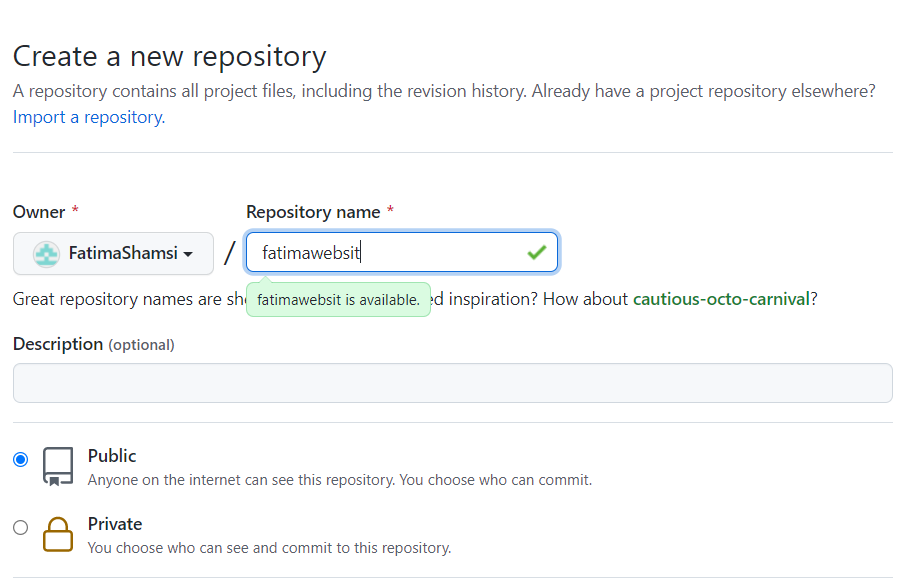 Create a new repository
A repository contains all project files, including the revision history. Already have a project repository elsewhere?
Import a repository.
Owner * Repository name *
FatimaShamsi / fatimawebsit
Great repository names are sh fatimawebsit is available. ed inspiration? How about cautious-octo-carnival?
Description (optional)
Public
Anyone on the internet can see this repository. You choose who can commit.
Private
You choose who can see and commit to this repository.